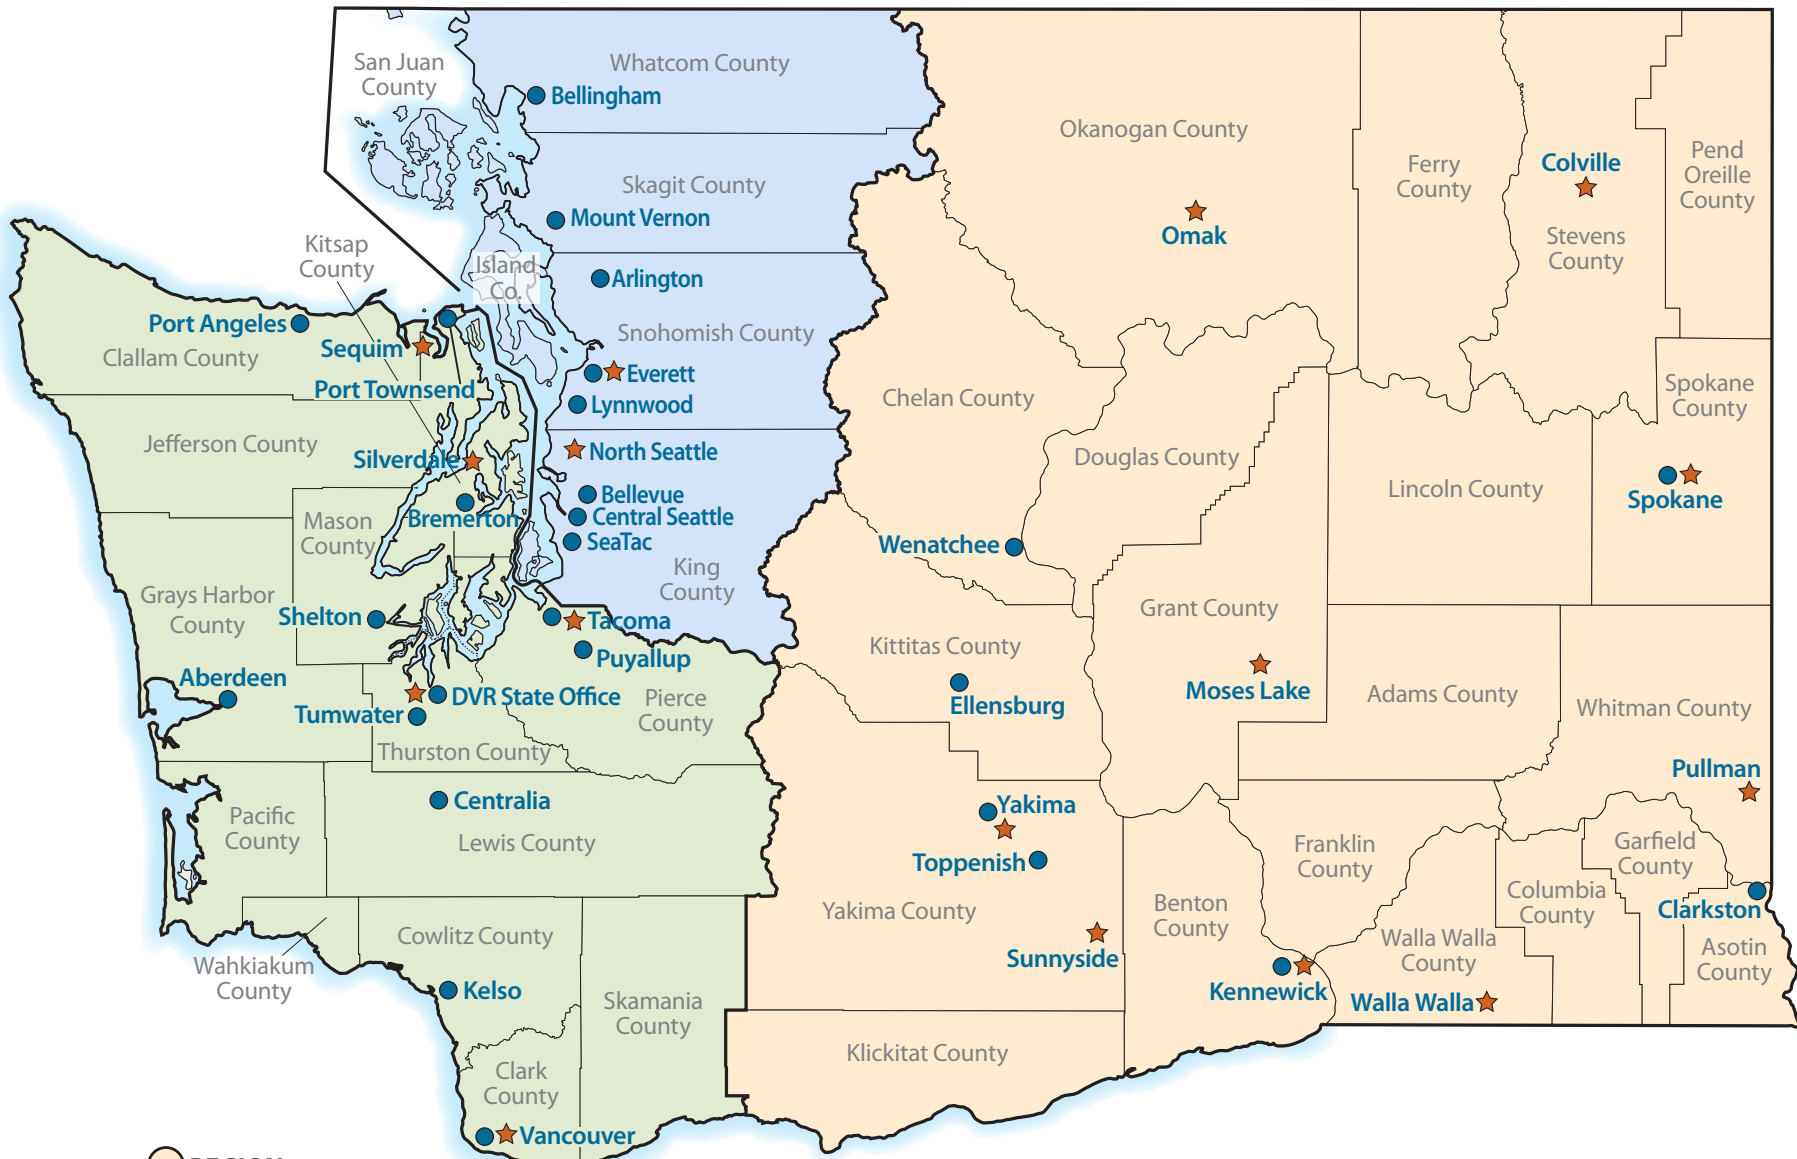 San Juan
County
Whatcom County
Bellingham
Okanogan County
Ferry
County
Colville
Pend
Oreille
County
Skagit County
Mount Vernon
Omak
Stevens
County
Kitsap
County
Island
Co.
Arlington
Port Angeles
Clallam County
Sequim
Port Townsend
Snohomish County
Everett
Lynnwood
Chelan County
Spokane
County
Jefferson County
Silverdale
North Seattle
Douglas County
Lincoln County
Spokane
Bellevue
Central Seattle
SeaTac
Bremerton
Mason
County
Wenatchee
King
County
Grays Harbor
County
Shelton
Tacoma
Puyallup
Grant County
Kittitas County
Ellensburg
Moses Lake
Adams County
Whitman County
Aberdeen
DVR State Office
Tumwater
Pierce
County
Thurston County
Pullman
Centralia
Lewis County
Pacific
County
Yakima
Toppenish
Franklin
County
Garfield
County
Columbia
County
Clarkston
Yakima County
Benton
County
Sunnyside
Walla Walla
County
Asotin
County
Cowlitz County
Wahkiakum
County
Kelso
Skamania
County
Kennewick
Walla Walla
Klickitat County
Clark
County
Vancouver